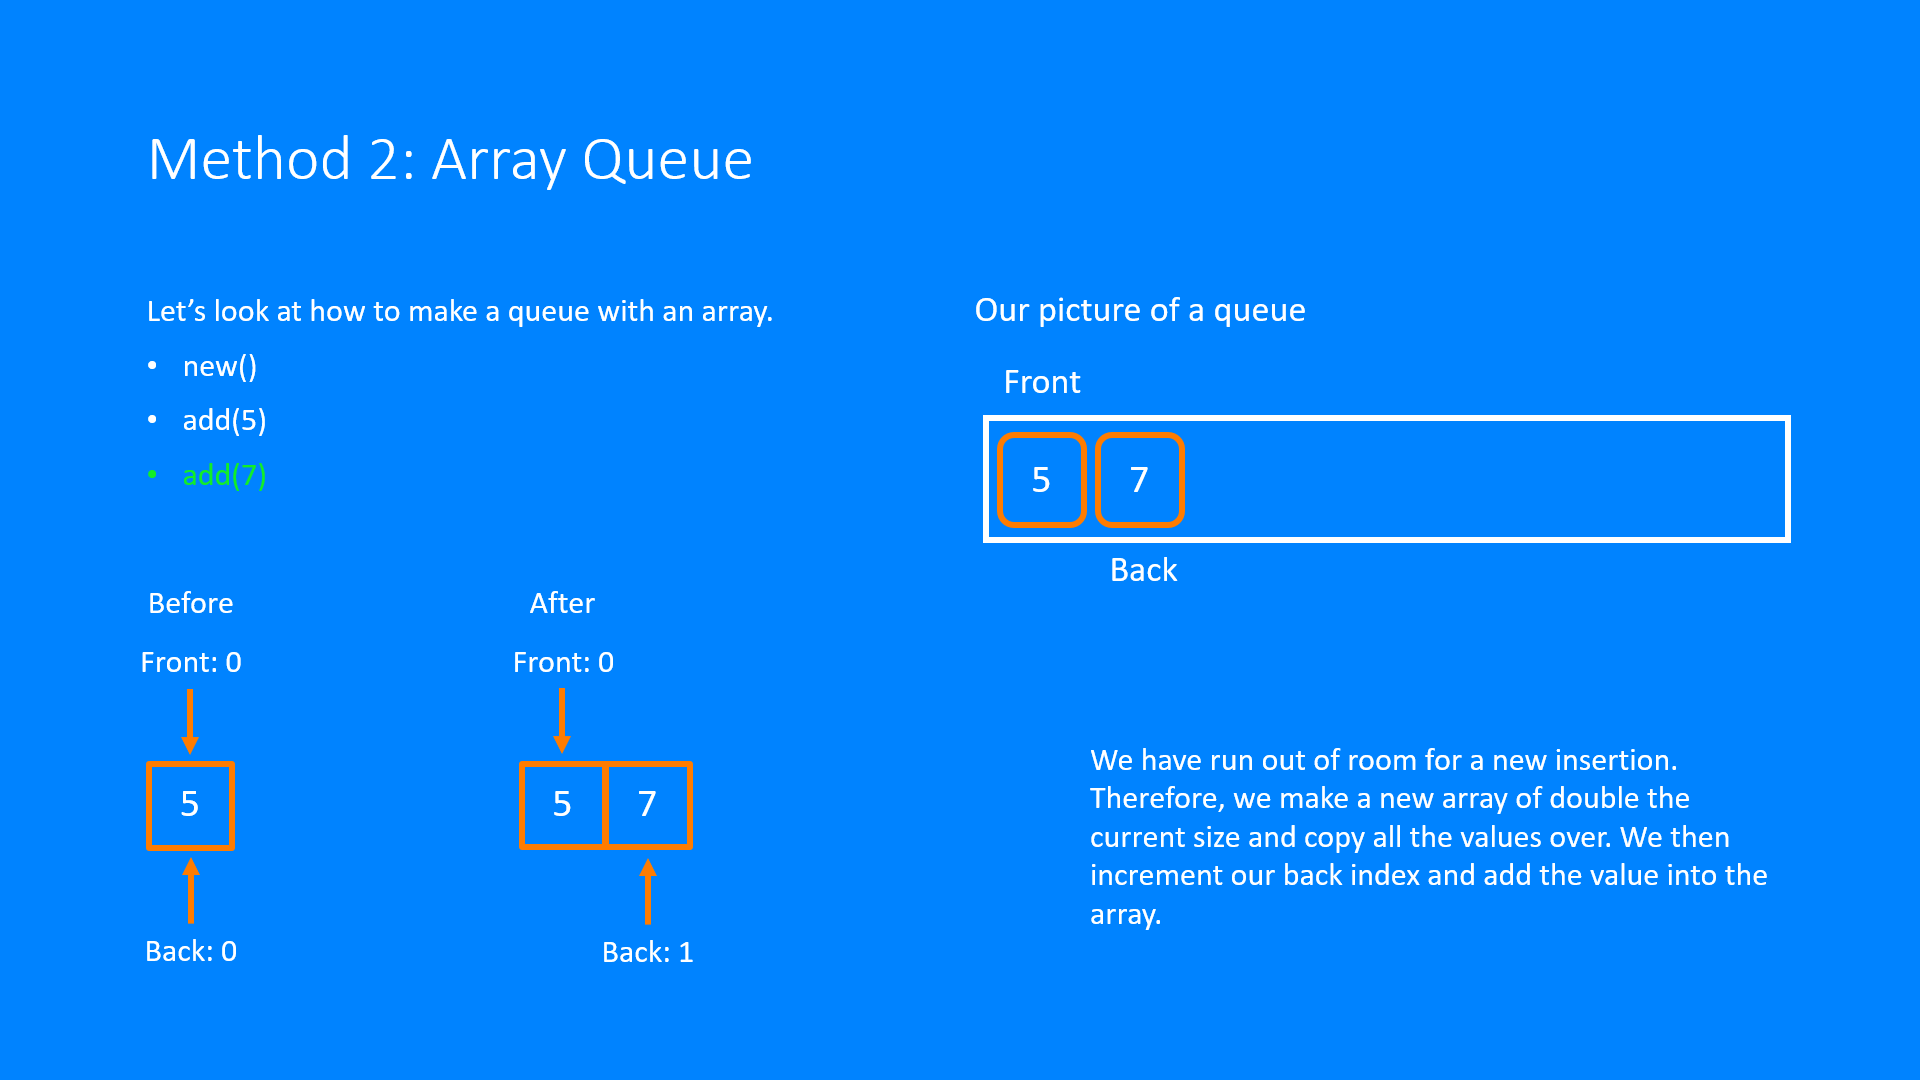 Method 2: Array Queue
Let’s look at how to make a queue with an array.
• new()
• add(5)
• add(7)
Our picture of a queue
Front
5 7
Back
Before
Front: 0
5
Back: 0
After
Front: 0
5 7
Back: 1
We have run out of room for a new insertion.
Therefore, we make a new array of double the
current size and copy all the values over. We then
increment our back index and add the value into the
array.